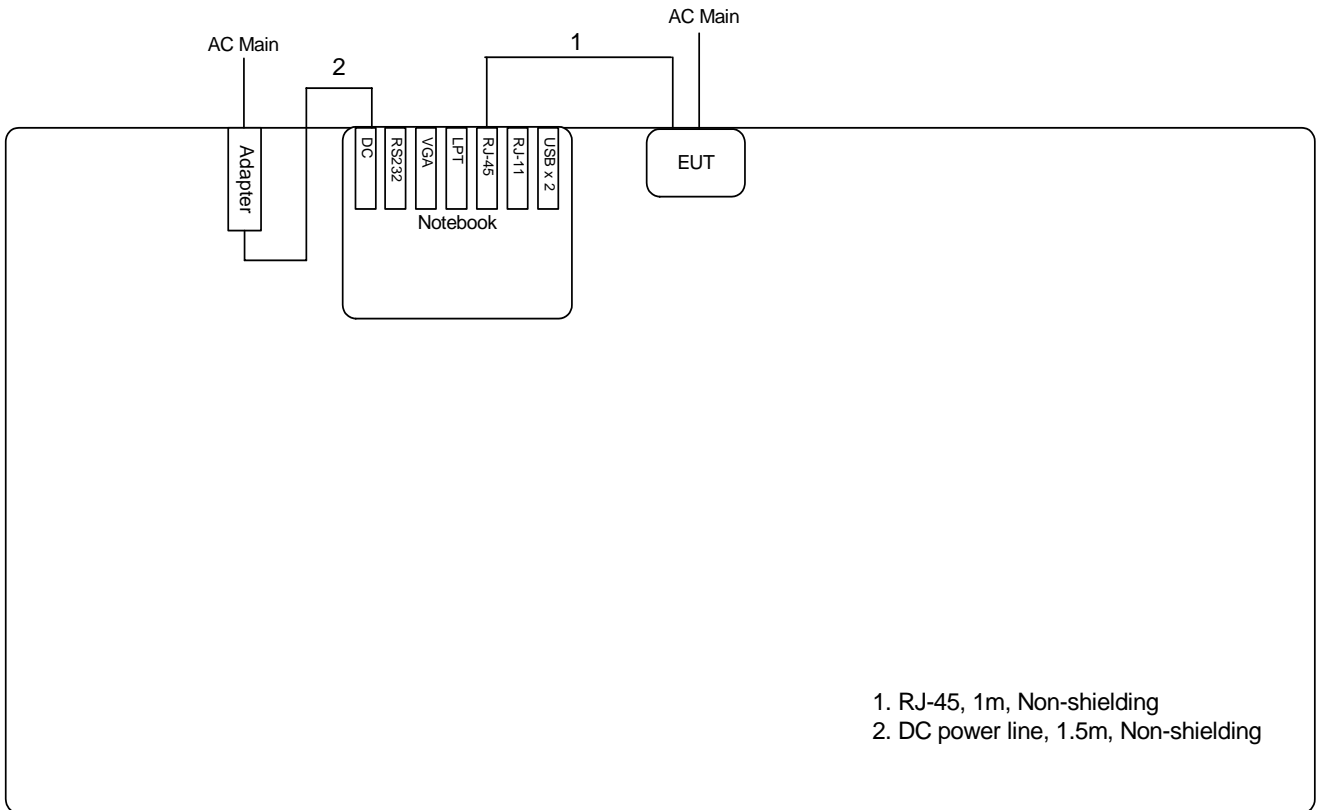 AC Main
1
AC Main
2
Adapter
DC
RS232
VGA
LPT
RJ-45
RJ-11
USB x 2
EUT
Notebook
1. RJ-45, 1m, Non-shielding
2. DC power line, 1.5m, Non-shielding